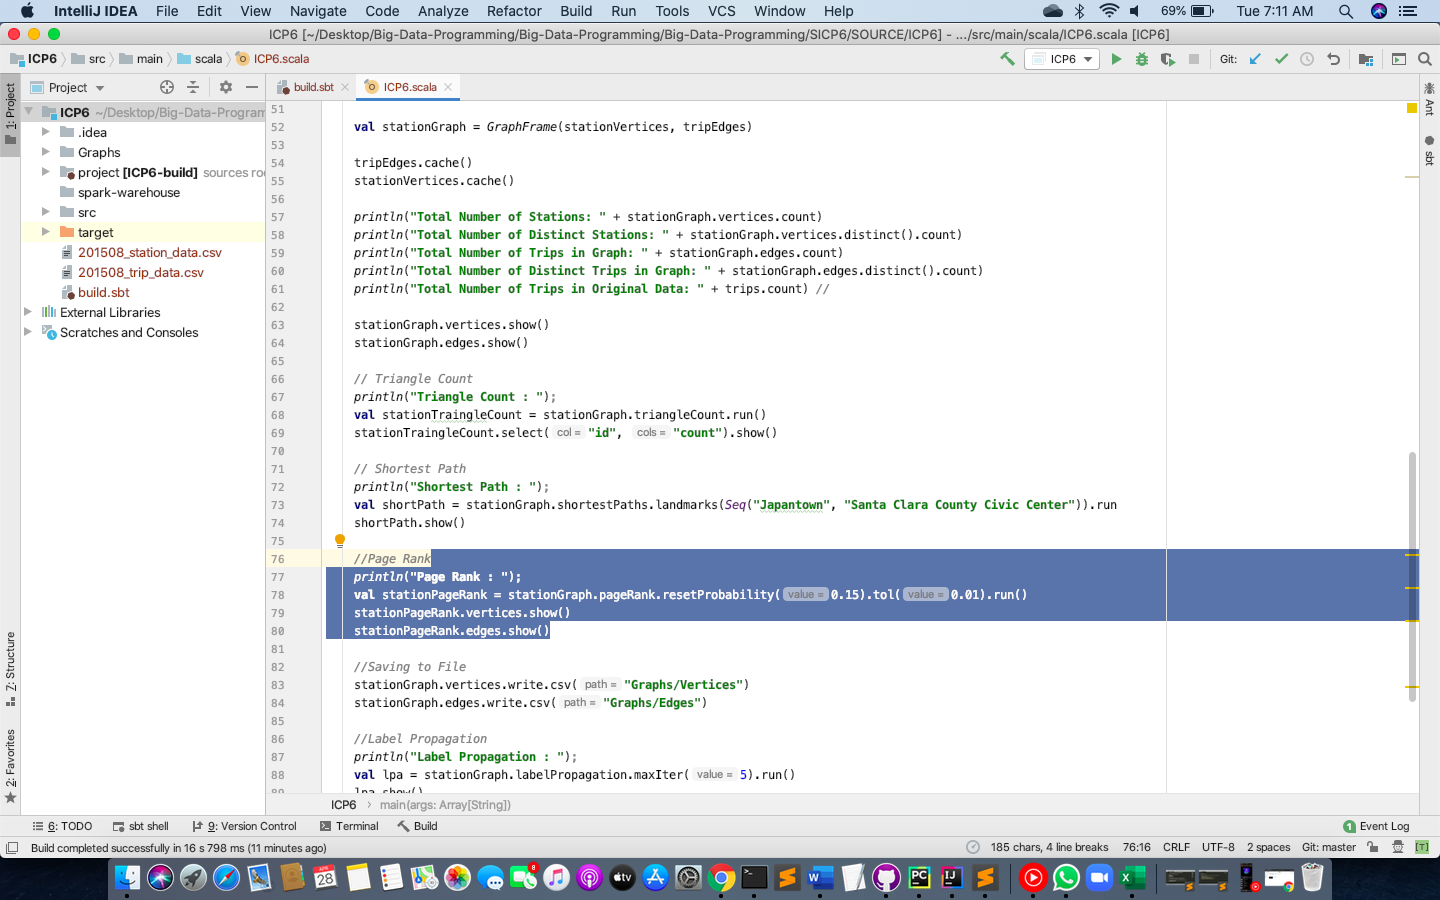 IntelliJ IDEA File Edit View Navigate Code Analyze Refactor Build Run Tools VCS Window Help 69% Tue 7:11 AM
ICP6 [~/Desktop/Big-Data-Programming/Big-Data-Programming/Big-Data-Programming/SICP6/SOURCE/ICP6] - .../src/main/scala/ICP6.scala [ICP6]
ICP6 src main scala ICP6.scala ICP6 Git:
1: Project
Project
build.sbt
ICP6.scala
Ant
sbt
ICP6 ~/Desktop/Big-Data-Program
.idea
Graphs
project [ICP6-build] sources roo
spark-warehouse
src
target
201508_station_data.csv
201508_trip_data.csv
build.sbt
External Libraries
Scratches and Consoles
51
52 val stationGraph = GraphFrame(stationVertices, tripEdges)
53
54 tripEdges.cache()
55 stationVertices.cache()
56
57 println("Total Number of Stations: " + stationGraph.vertices.count)
58 println("Total Number of Distinct Stations: " + stationGraph.vertices.distinct().count)
59 println("Total Number of Trips in Graph: " + stationGraph.edges.count)
60 println("Total Number of Distinct Trips in Graph: " + stationGraph.edges.distinct().count)
61 println("Total Number of Trips in Original Data: " + trips.count) //
62
63 stationGraph.vertices.show()
64 stationGraph.edges.show()
65
66 // Triangle Count
67 println("Triangle Count : ");
68 val stationTraingleCount = stationGraph.triangleCount.run()
69 stationTraingleCount.select( col = "id", cols = "count").show()
70
71 // Shortest Path
72 println("Shortest Path : ");
73 val shortPath = stationGraph.shortestPaths.landmarks(Seq("Japantown", "Santa Clara County Civic Center")).run
74 shortPath.show()
75
76 //Page Rank
77 println("Page Rank : ");
78 val stationPageRank = stationGraph.pageRank.resetProbability( value = 0.15).tol( value = 0.01).run()
79 stationPageRank.vertices.show()
80 stationPageRank.edges.show()
81
82 //Saving to File
83 stationGraph.vertices.write.csv( path = "Graphs/Vertices")
84 stationGraph.edges.write.csv( path = "Graphs/Edges")
85
86 //Label Propagation
87 println("Label Propagation : ");
88 val lpa = stationGraph.labelPropagation.maxIter( value = 5).run()
89 lpa.show()
ICP6 main(args: Array[String])
7: Structure
2: Favorites
6: TODO sbt shell 9: Version Control Terminal Build 1 Event Log
Build completed successfully in 16 s 798 ms (11 minutes ago) 185 chars, 4 line breaks 76:16 CRLF UTF-8 2 spaces Git: master [T]
APR
28
8
tv
W
PC
IJ
X